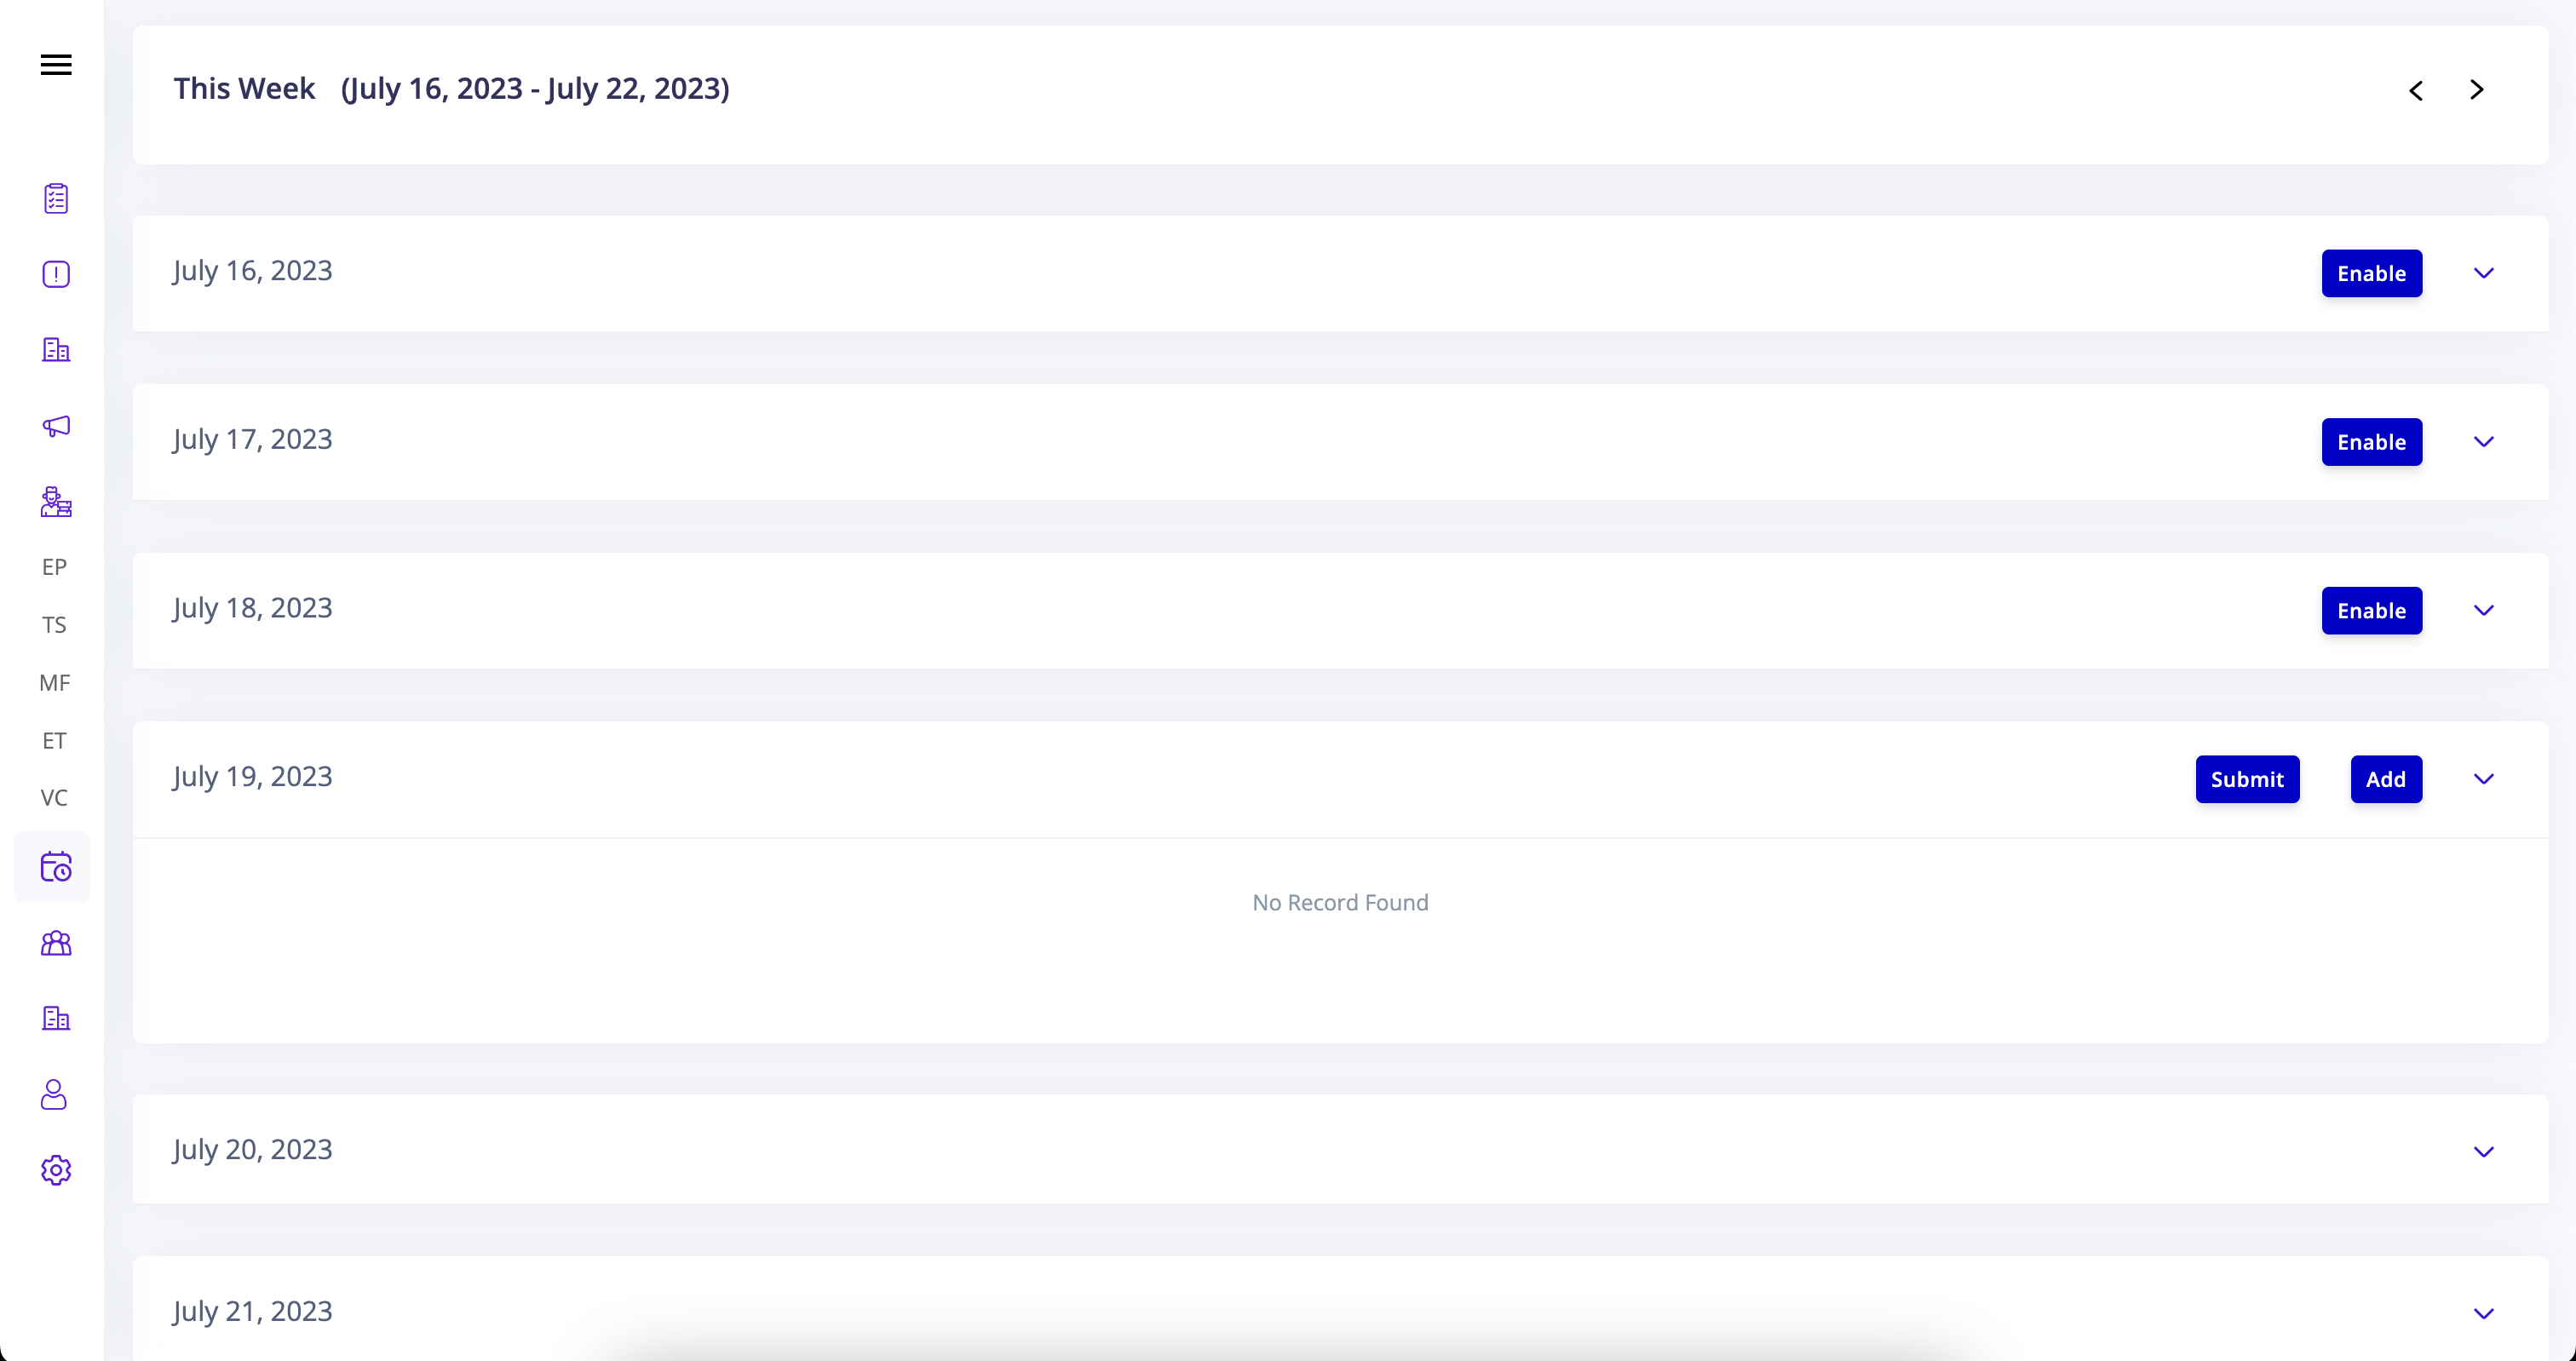 This Week (July 16, 2023 - July 22, 2023)
July 16, 2023 Enable
July 17, 2023 Enable
July 18, 2023 Enable
EP
TS
MF
ET
VC
July 19, 2023 Submit Add
No Record Found
July 20, 2023
July 21, 2023